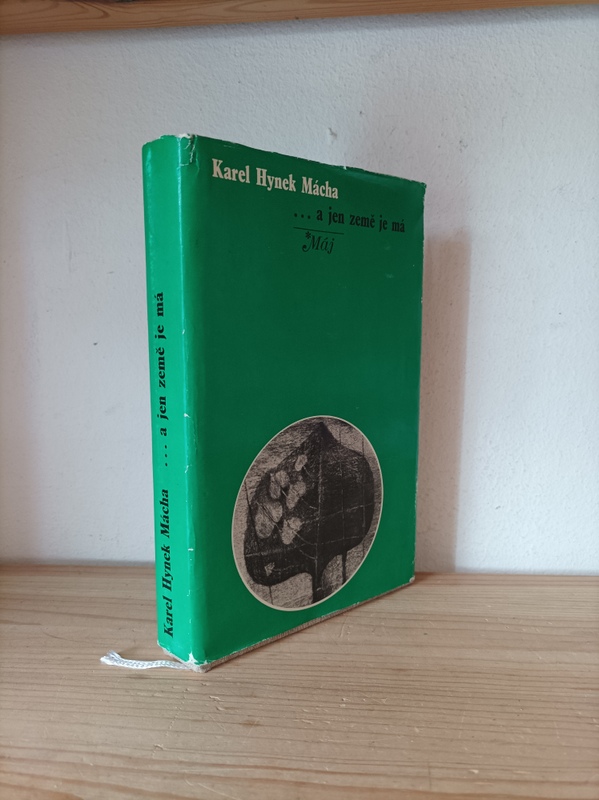 Karel Hynek Mácha
... a jen země je má
*Máj
Karel Hynek Mácha ... a jen země je má